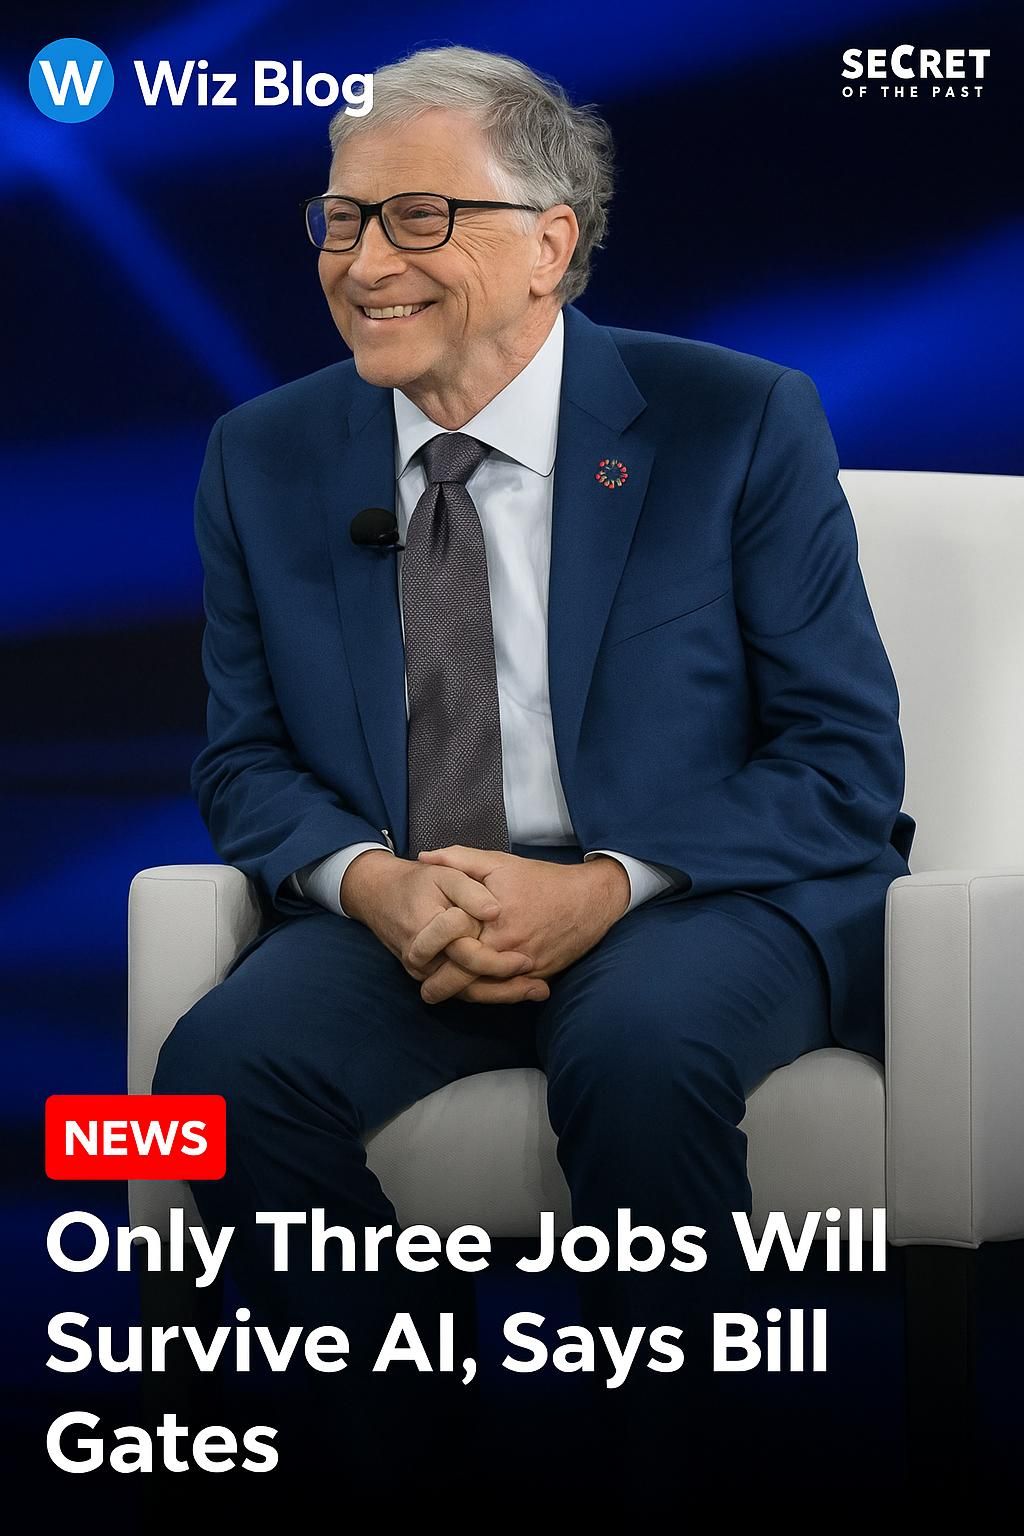 W Wiz Blog
SECRET
OF THE PAST
NEWS
Only Three Jobs Will
Survive AI, Says Bill
Gates